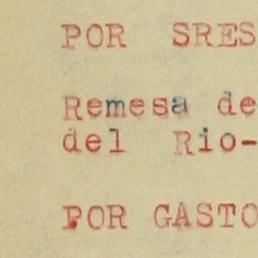 POR SRES
Remesa de
del Rio-
POR GASTO